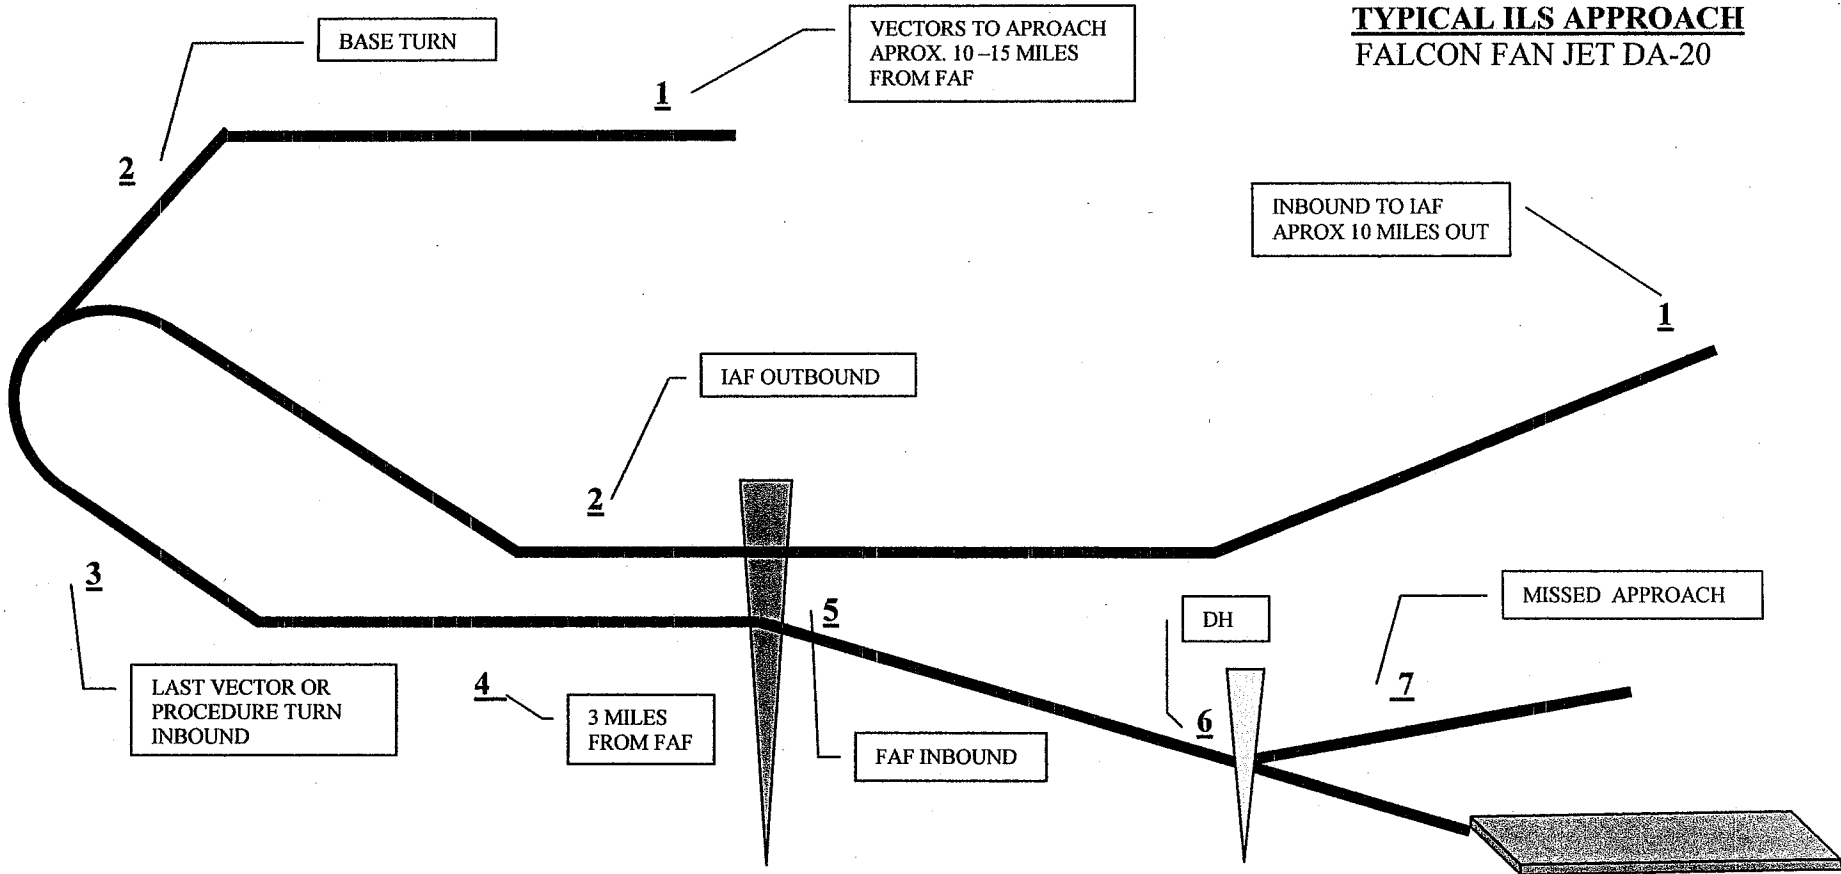 TYPICAL ILS APPROACH
FALCON FAN JET DA-20
BASE TURN
VECTORS TO APROACH
APROX. 10 –15 MILES
FROM FAF
1
2
INBOUND TO IAF
APROX 10 MILES OUT
1
IAF OUTBOUND
2
3
LAST VECTOR OR
PROCEDURE TURN
INBOUND
4
3 MILES
FROM FAF
5
FAF INBOUND
DH
6
MISSED APPROACH
7